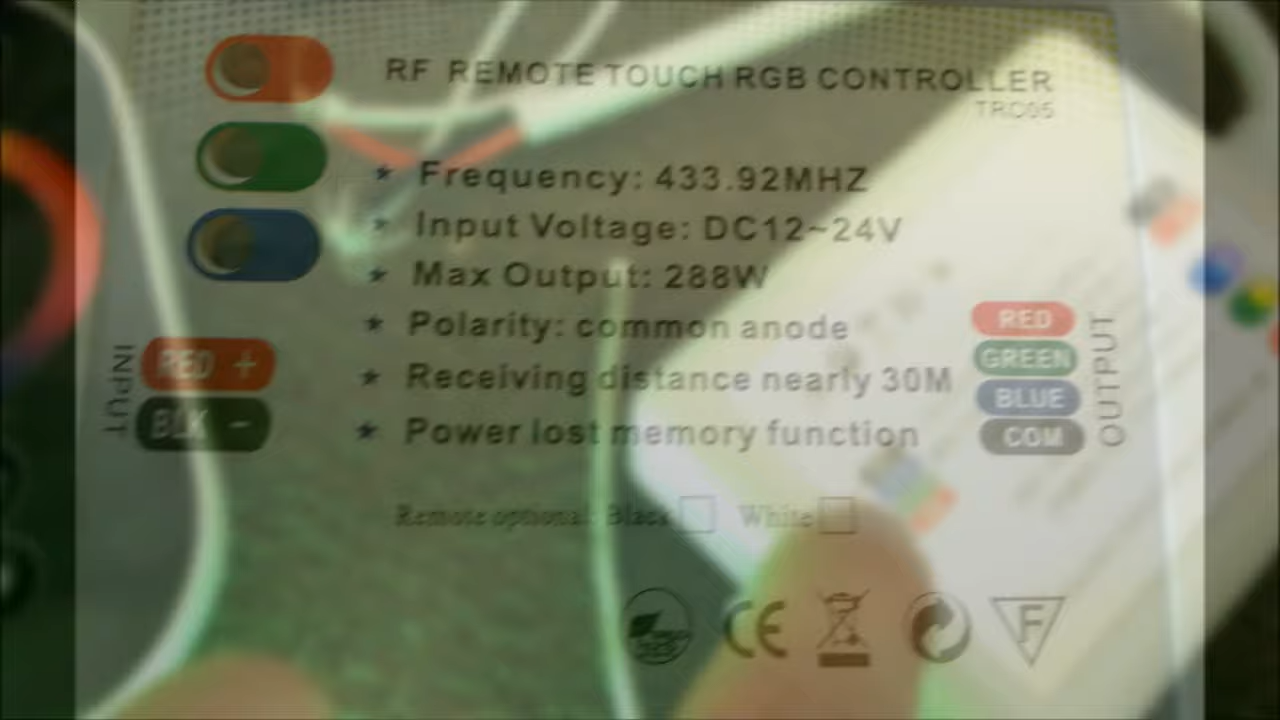 RF REMOTE TOUCH RGB CONTROLLER
TRC05
* Frequency: 433.92MHZ
* Input Voltage: DC12~24V
* Max Output: 288W
* Polarity: common anode
* Receiving distance nearly 30M
* Power lost memory function
INPUT
RED +
BLK -
RED
GREEN
BLUE
COM
OUTPUT
Remote optional: Black White
CE
F